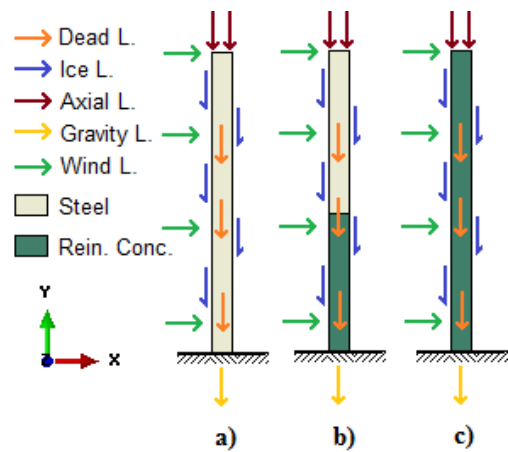 Dead L.
Ice L.
Axial L.
Gravity L.
Wind L.
Steel
Rein. Conc.
Y
X
a) b) c)